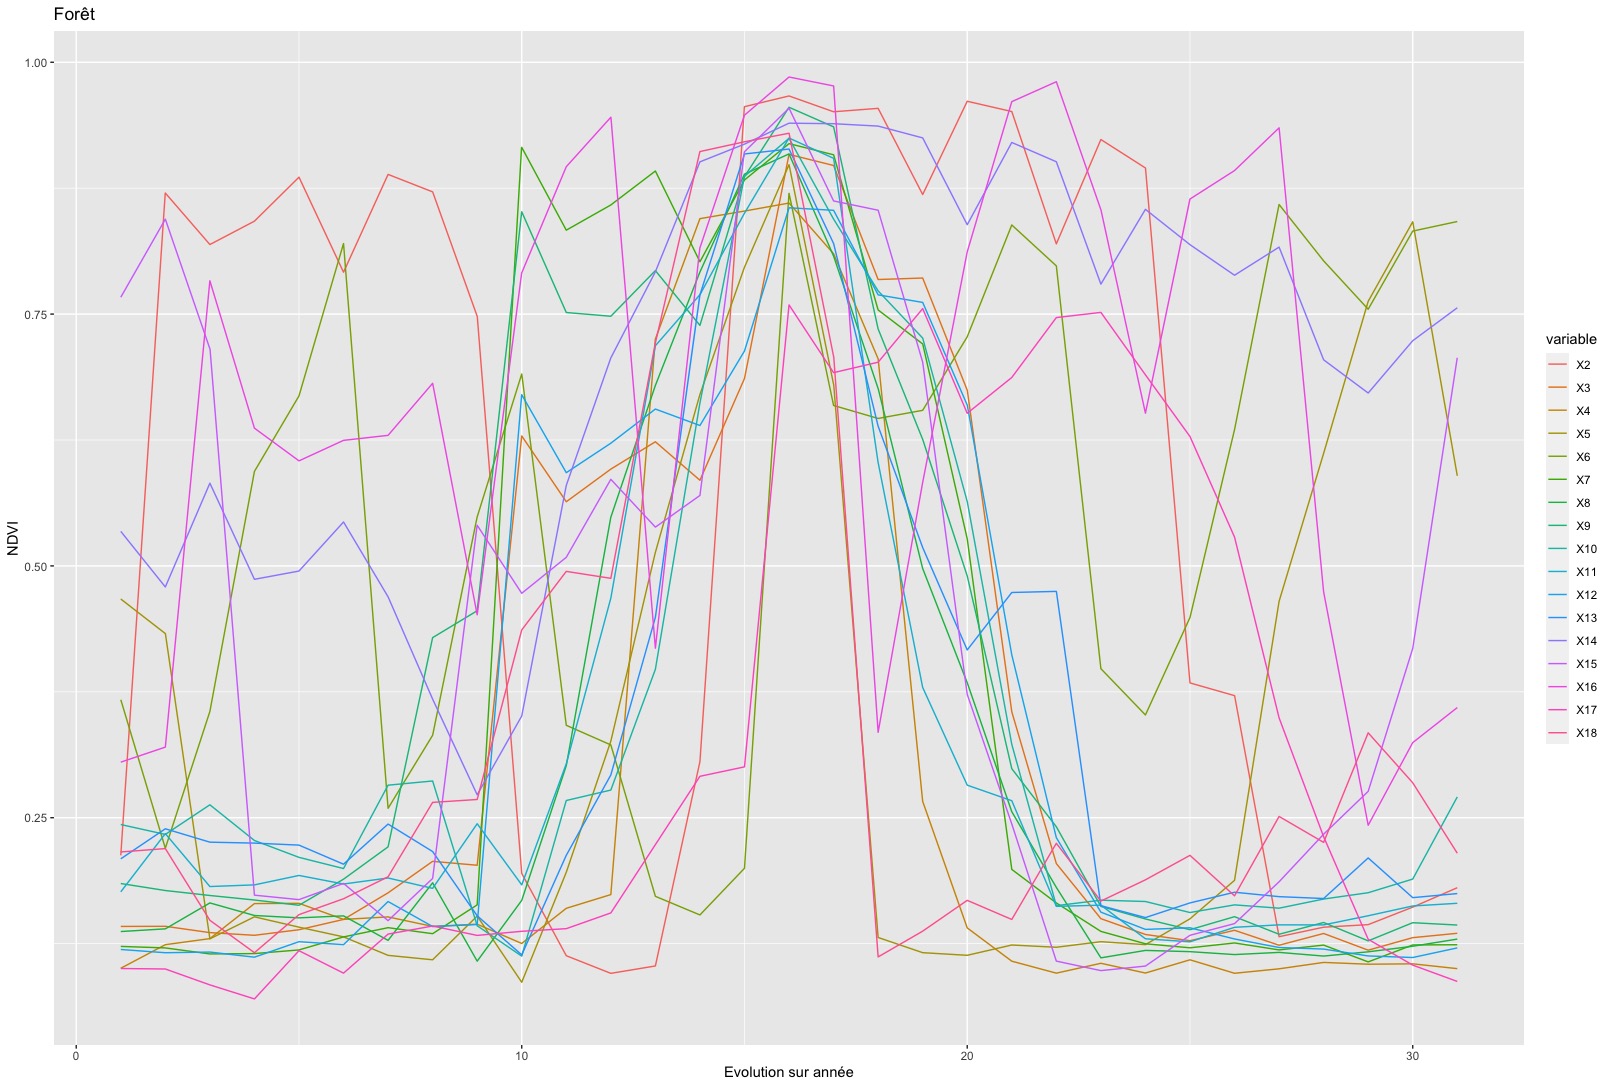 Forêt
1.00
0.75
0.50
0.25
NDVI
0
10
20
30
Evolution sur année
variable
X2
X3
X4
X5
X6
X7
X8
X9
X10
X11
X12
X13
X14
X15
X16
X17
X18